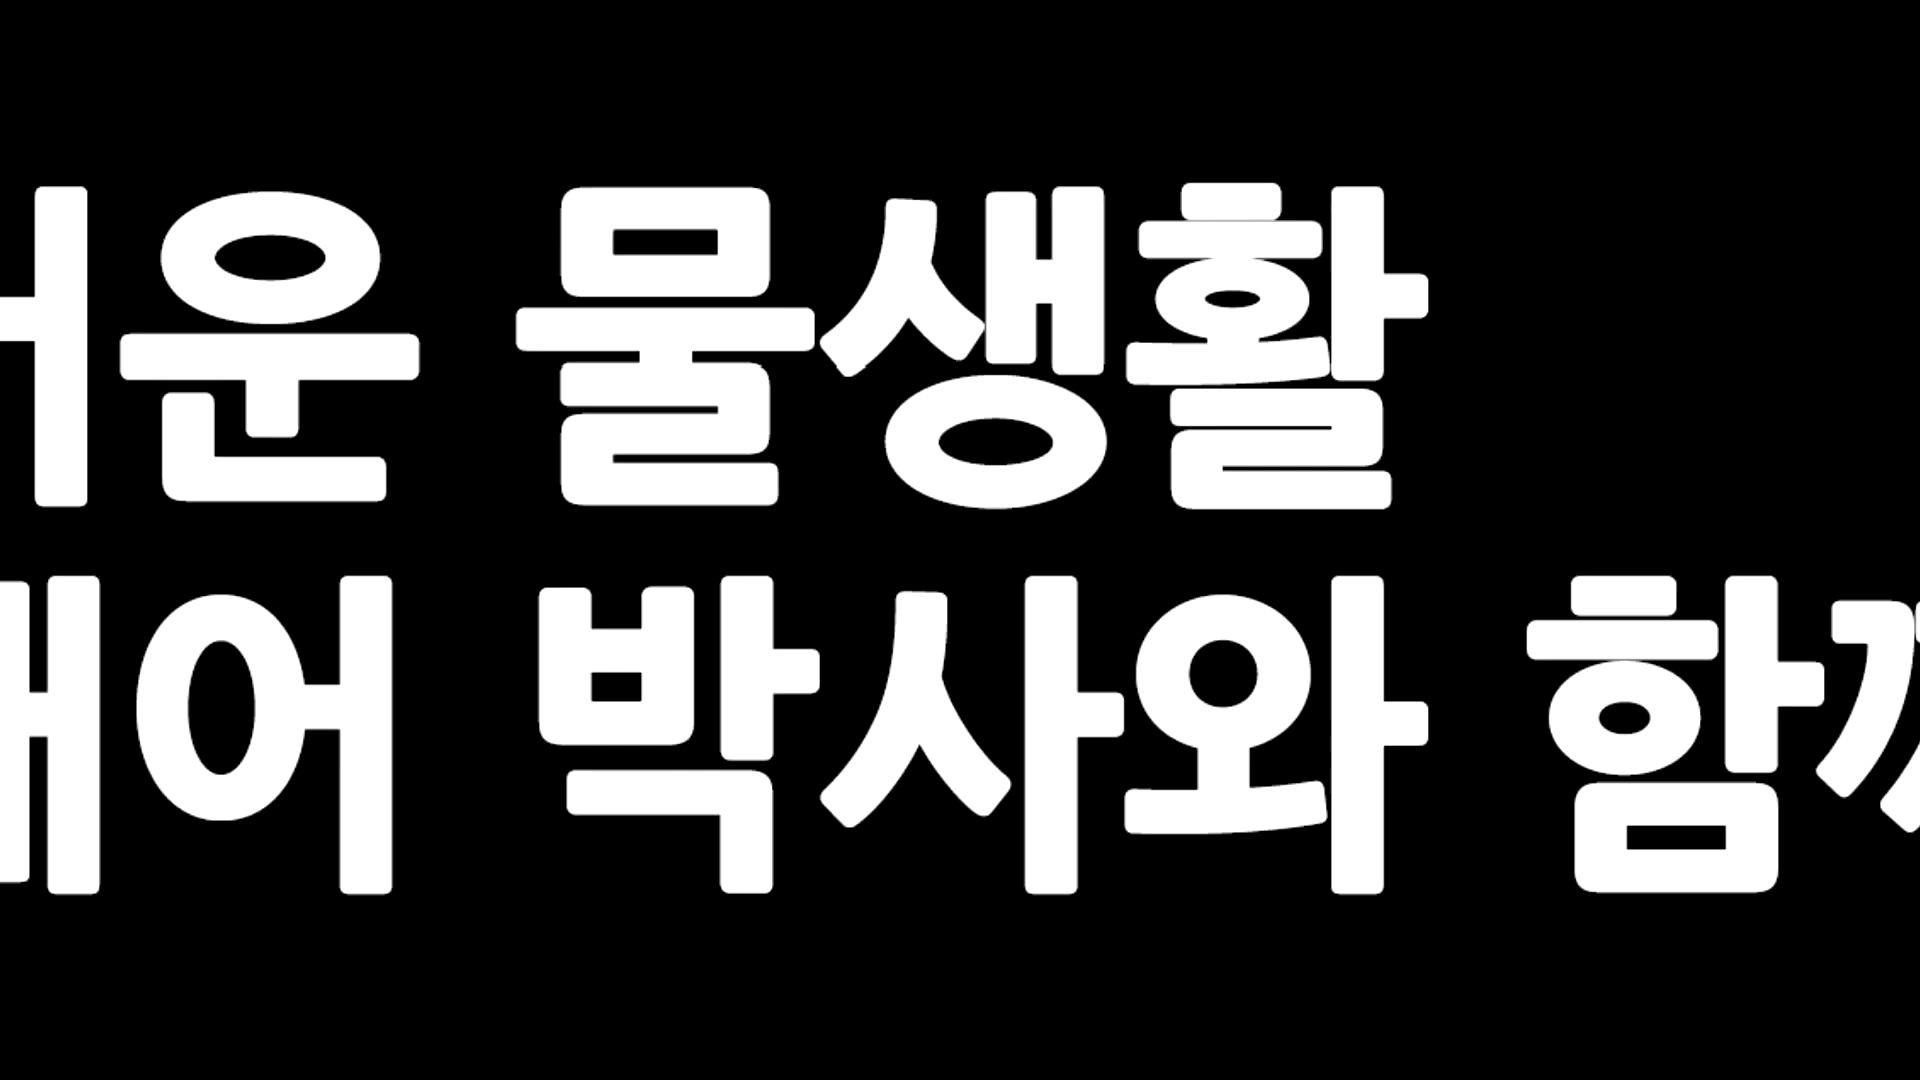 운 물생활
어 박사와 함